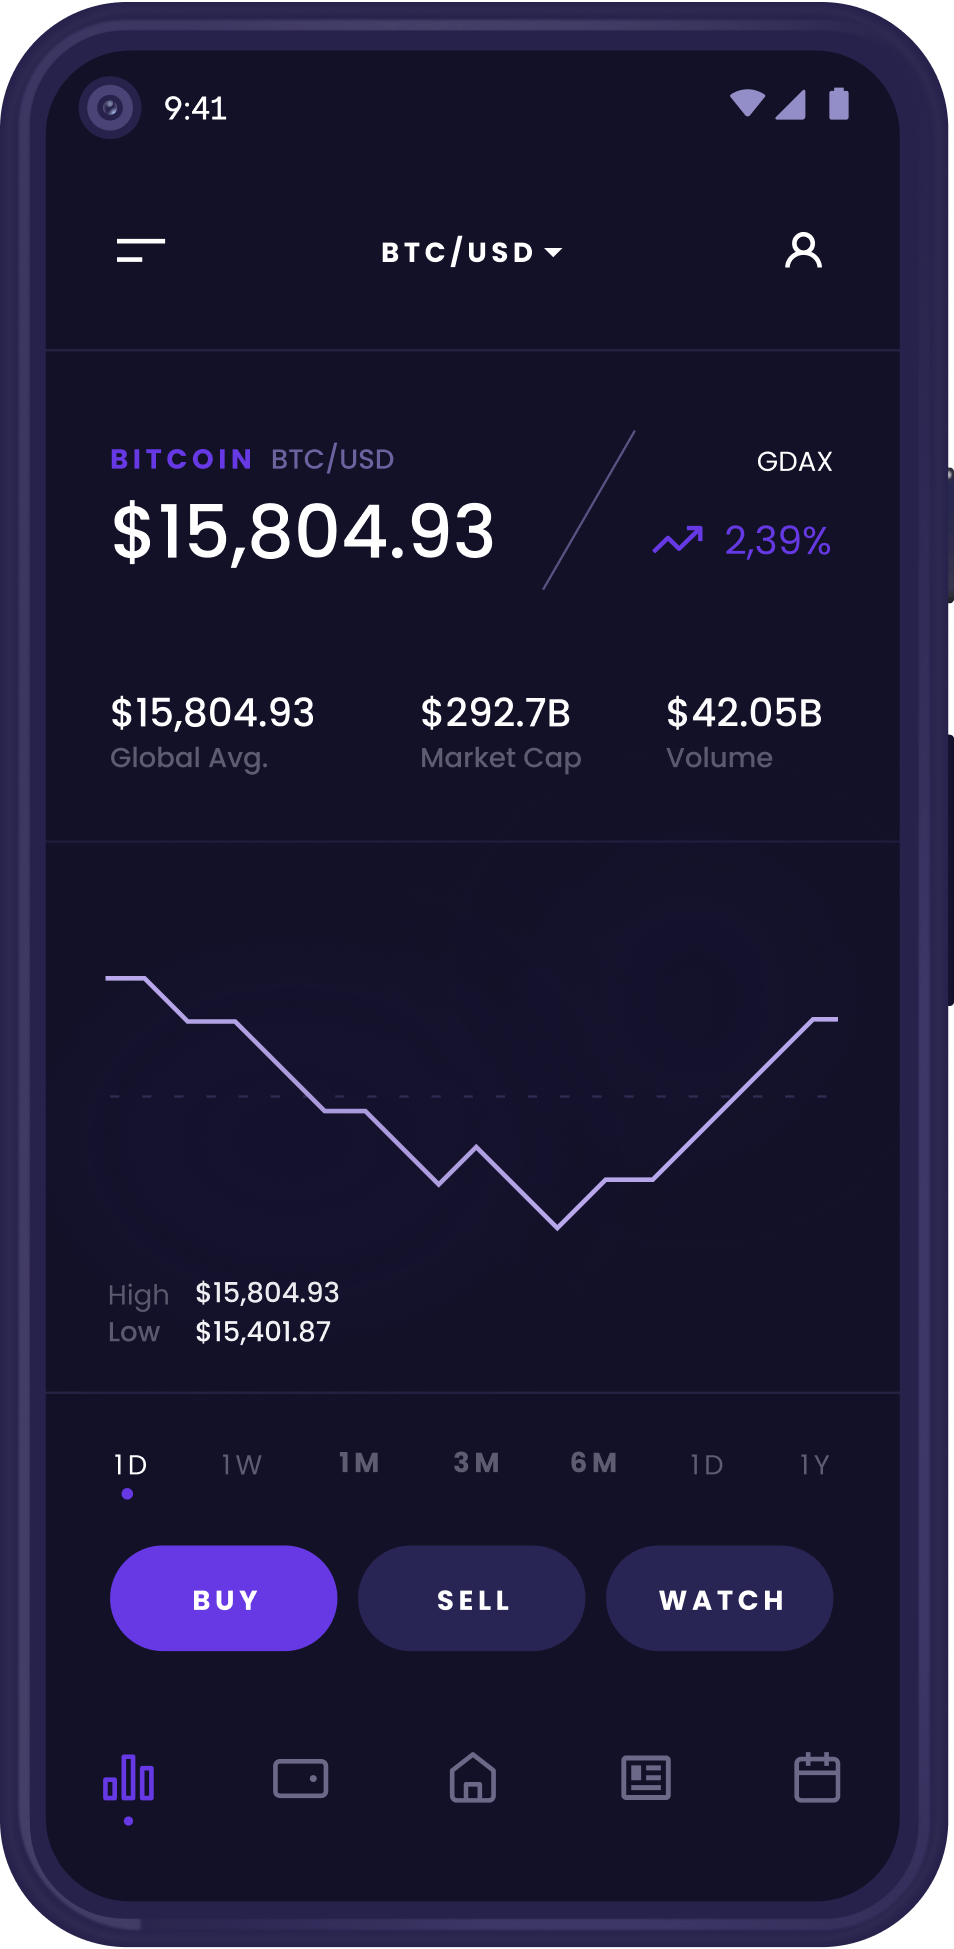 9:41
BTC/USD
BITCOIN BTC/USD
$15,804.93
GDAX
2,39%
$15,804.93 $292.7B $42.05B
Global Avg. Market Cap Volume
High $15,804.93
Low $15,401.87
1D 1W 1M 3M 6M 1D 1Y
BUY SELL WATCH